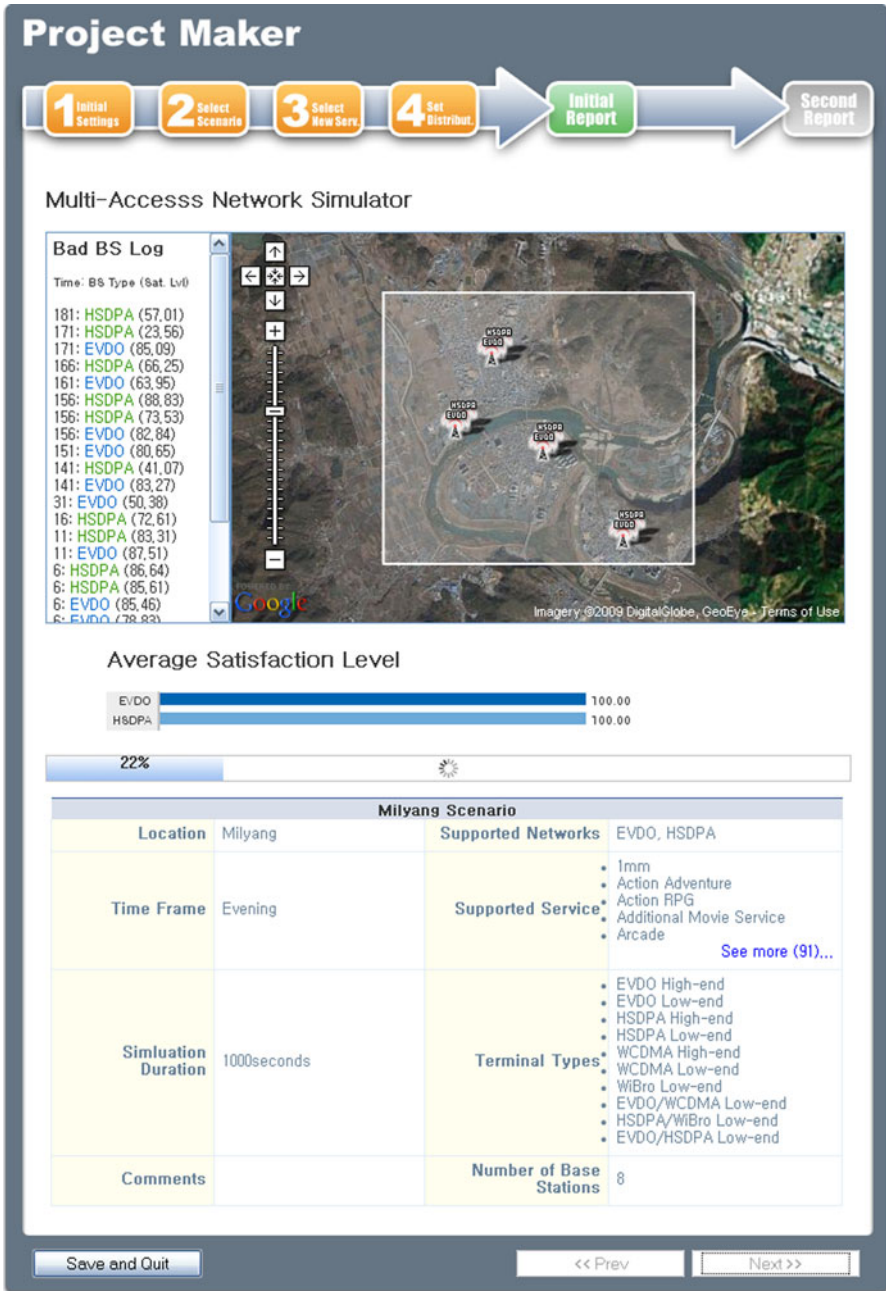 Project Maker
1 Initial Settings
2 Select Scenario
3 Select New Serv.
4 Set Distribut.
Initial Report
Second Report
Multi-Accesss Network Simulator
Bad BS Log
Time: BS Type (Sat. Lvl)
181: HSDPA (57,01)
171: HSDPA (23,56)
171: EVDO (85,09)
166: HSDPA (66,25)
161: EVDO (63,95)
156: HSDPA (88,83)
156: HSDPA (73,53)
156: EVDO (82,84)
151: EVDO (80,65)
141: HSDPA (41,07)
141: EVDO (83,27)
31: EVDO (50,38)
16: HSDPA (72,61)
11: HSDPA (83,31)
11: EVDO (87,51)
6: HSDPA (86,64)
6: HSDPA (85,61)
6: EVDO (85,46)
6: EVDO (78,83)
HSDPA
EVDO
HSDPA
EVDO
HSDPA
EVDO
HSDPA
EVDO
POWERED BY
Google
Imagery ©2009 DigitalGlobe, GeoEye - Terms of Use
Average Satisfaction Level
EVDO 100.00
HSDPA 100.00
22%
Milyang Scenario
Location Milyang
Supported Networks EVDO, HSDPA
Time Frame Evening
Supported Service
• 1mm
• Action Adventure
• Action RPG
• Additional Movie Service
• Arcade
See more (91)...
Simluation
Duration
1000seconds
Terminal Types
• EVDO High-end
• EVDO Low-end
• HSDPA High-end
• HSDPA Low-end
• WCDMA High-end
• WCDMA Low-end
• WiBro Low-end
• EVDO/WCDMA Low-end
• HSDPA/WiBro Low-end
• EVDO/HSDPA Low-end
Comments
Number of Base
Stations
8
Save and Quit
<< Prev
Next >>